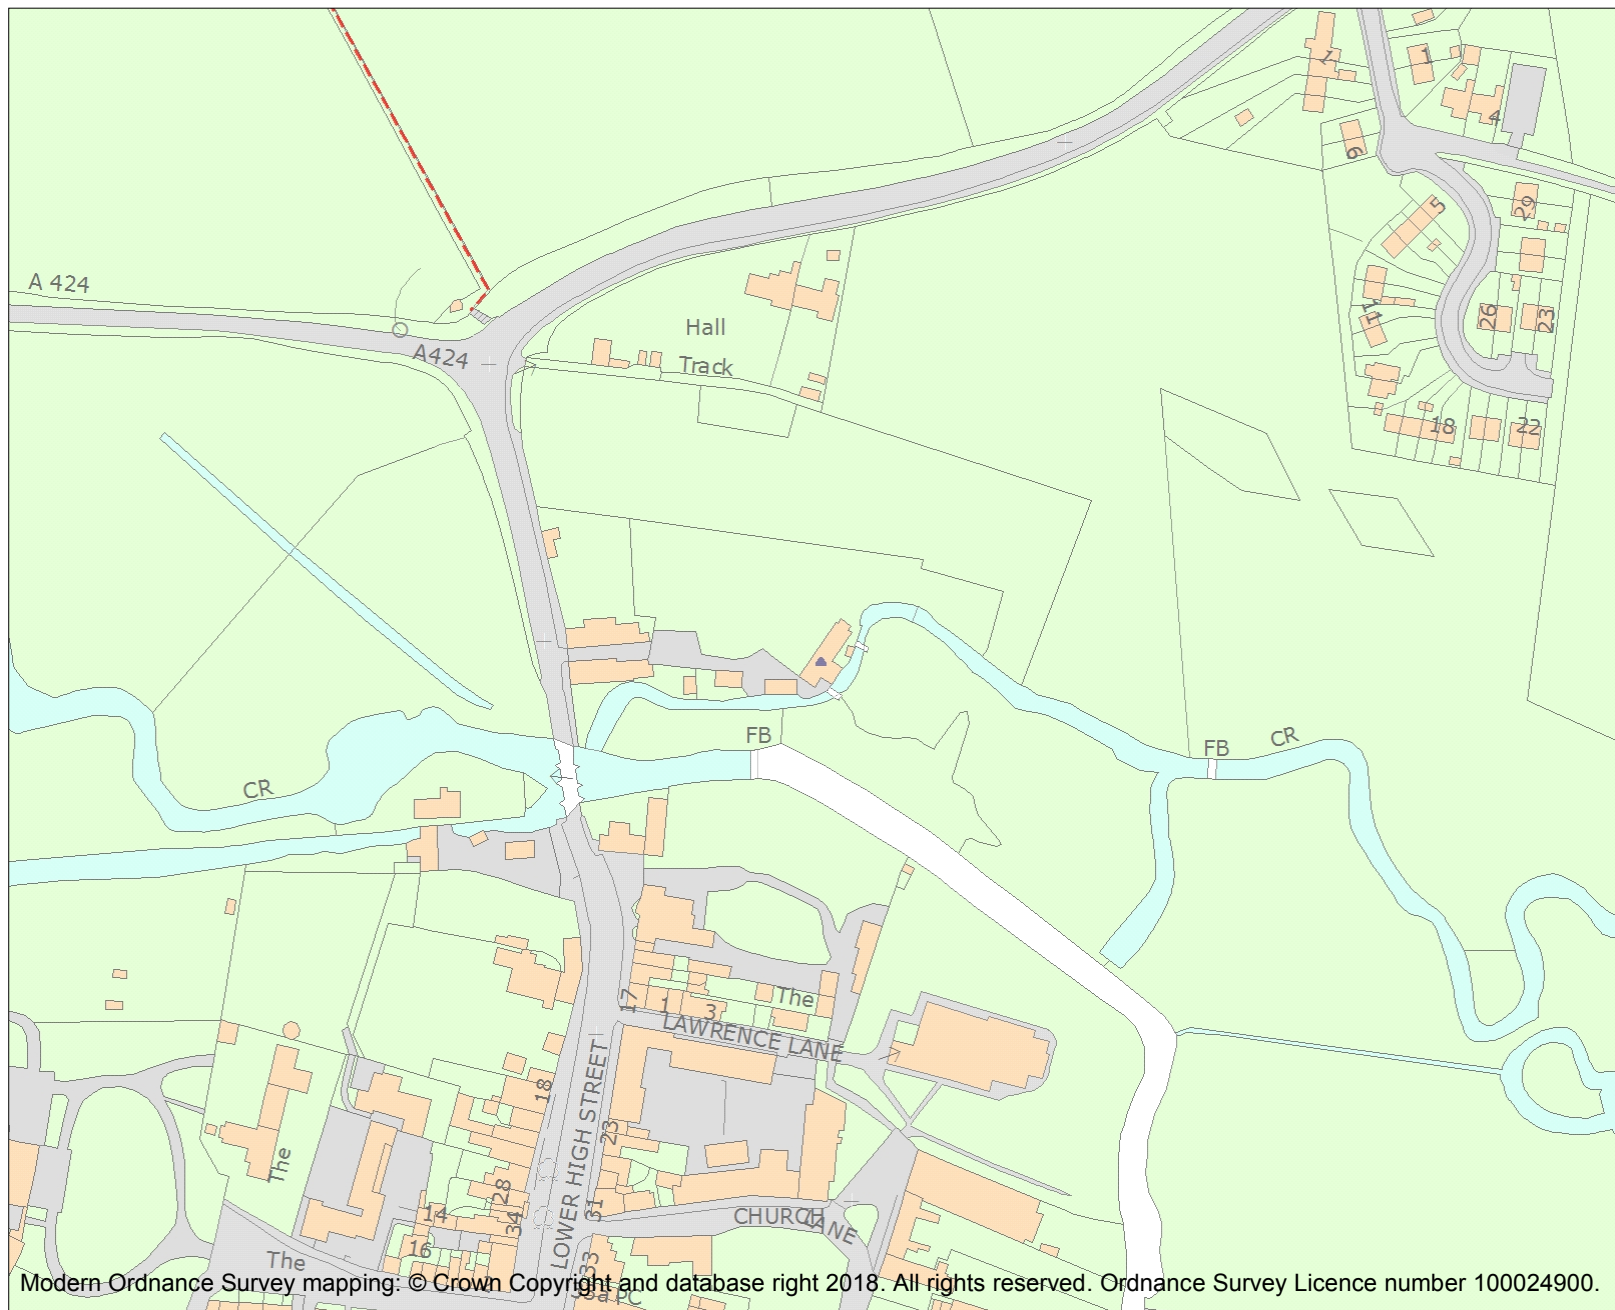 1
1
4
6
5
29
A 424
11
26
23
Hall
A424
Track
18
22
FB
FB
CR
CR
17
1
3
The
LAWRENCE LANE
18
LOWER HIGH STREET
23
The
28
31
14
34
CHURCH
LANE
16
The
33
PC
Modern Ordnance Survey mapping: © Crown Copyright and database right 2018. All rights reserved. Ordnance Survey Licence number 100024900.